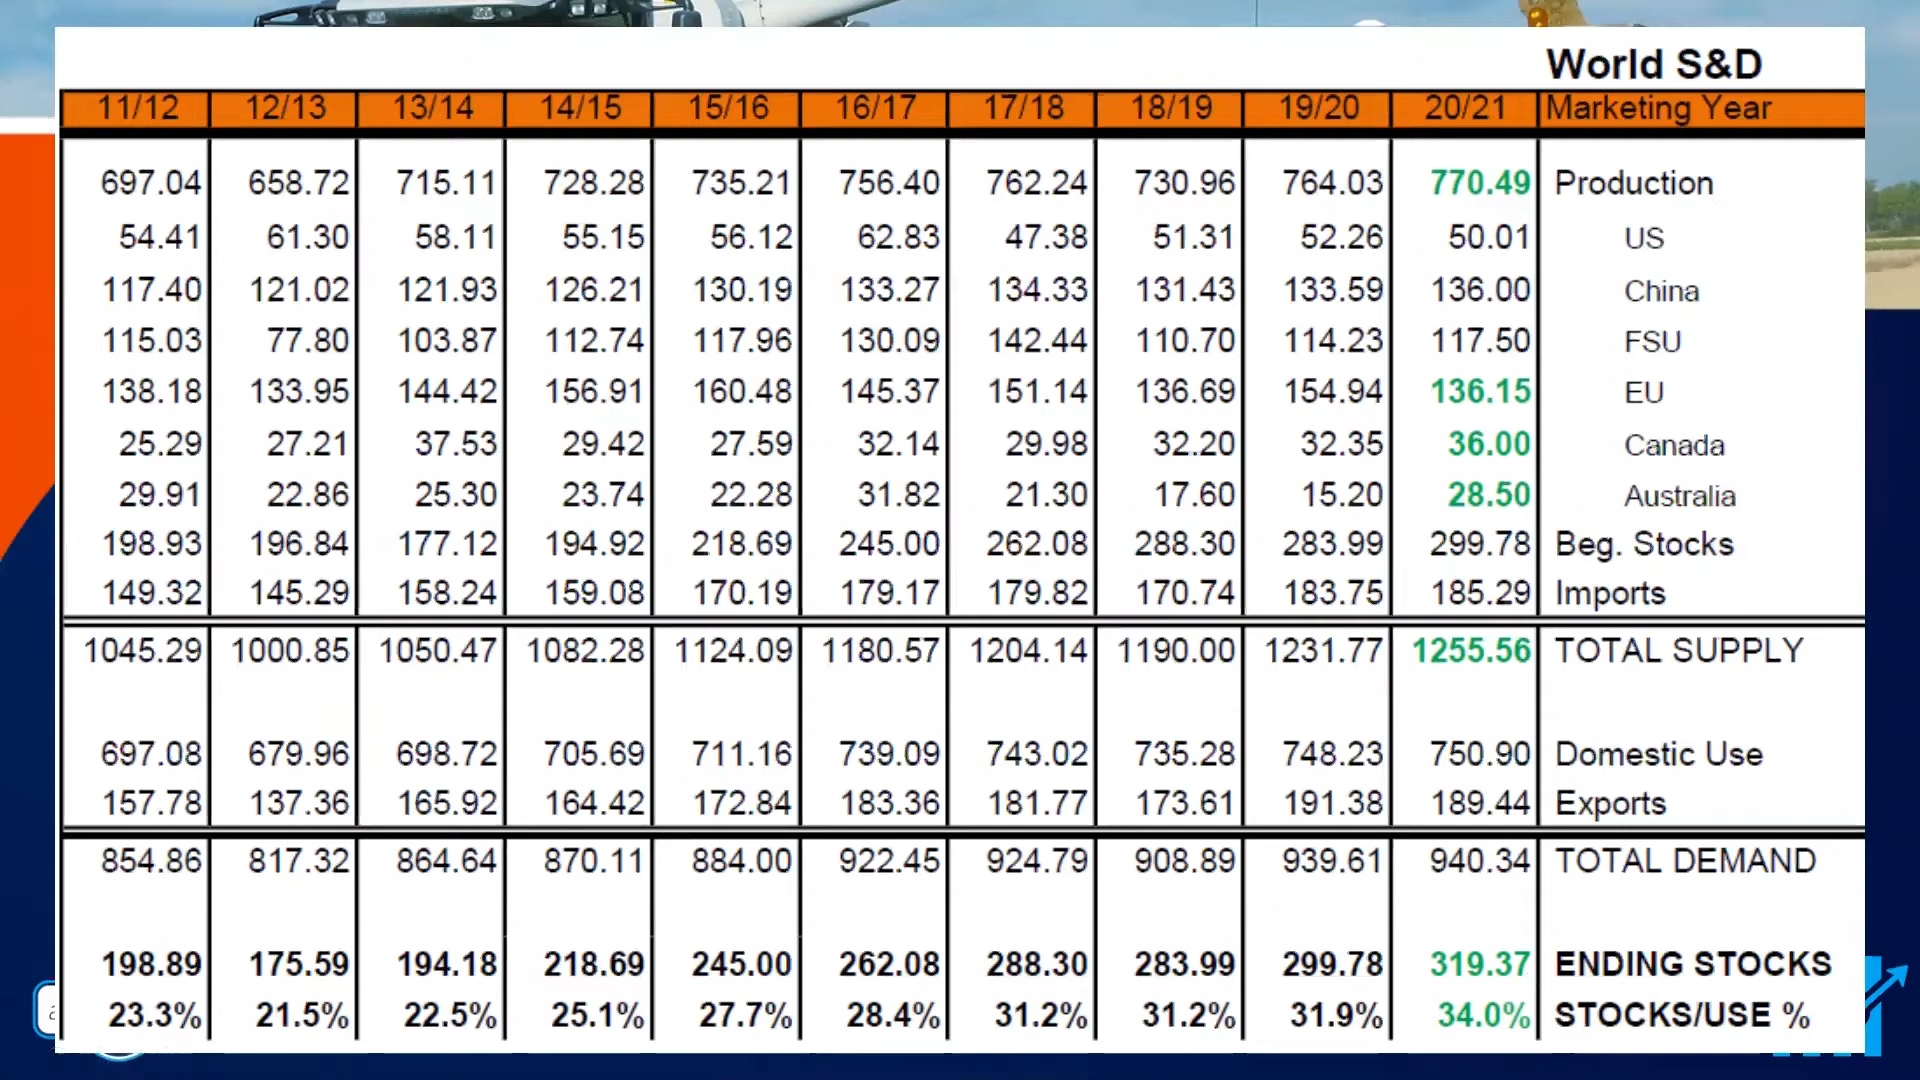 World S&D
11/12 12/13 13/14 14/15 15/16 16/17 17/18 18/19 19/20 20/21 Marketing Year
697.04 658.72 715.11 728.28 735.21 756.40 762.24 730.96 764.03 770.49 Production
54.41 61.30 58.11 55.15 56.12 62.83 47.38 51.31 52.26 50.01 US
117.40 121.02 121.93 126.21 130.19 133.27 134.33 131.43 133.59 136.00 China
115.03 77.80 103.87 112.74 117.96 130.09 142.44 110.70 114.23 117.50 FSU
138.18 133.95 144.42 156.91 160.48 145.37 151.14 136.69 154.94 136.15 EU
25.29 27.21 37.53 29.42 27.59 32.14 29.98 32.20 32.35 36.00 Canada
29.91 22.86 25.30 23.74 22.28 31.82 21.30 17.60 15.20 28.50 Australia
198.93 196.84 177.12 194.92 218.69 245.00 262.08 288.30 283.99 299.78 Beg. Stocks
149.32 145.29 158.24 159.08 170.19 179.17 179.82 170.74 183.75 185.29 Imports
1045.29 1000.85 1050.47 1082.28 1124.09 1180.57 1204.14 1190.00 1231.77 1255.56 TOTAL SUPPLY
697.08 679.96 698.72 705.69 711.16 739.09 743.02 735.28 748.23 750.90 Domestic Use
157.78 137.36 165.92 164.42 172.84 183.36 181.77 173.61 191.38 189.44 Exports
854.86 817.32 864.64 870.11 884.00 922.45 924.79 908.89 939.61 940.34 TOTAL DEMAND
198.89 175.59 194.18 218.69 245.00 262.08 288.30 283.99 299.78 319.37 ENDING STOCKS
23.3% 21.5% 22.5% 25.1% 27.7% 28.4% 31.2% 31.2% 31.9% 34.0% STOCKS/USE %